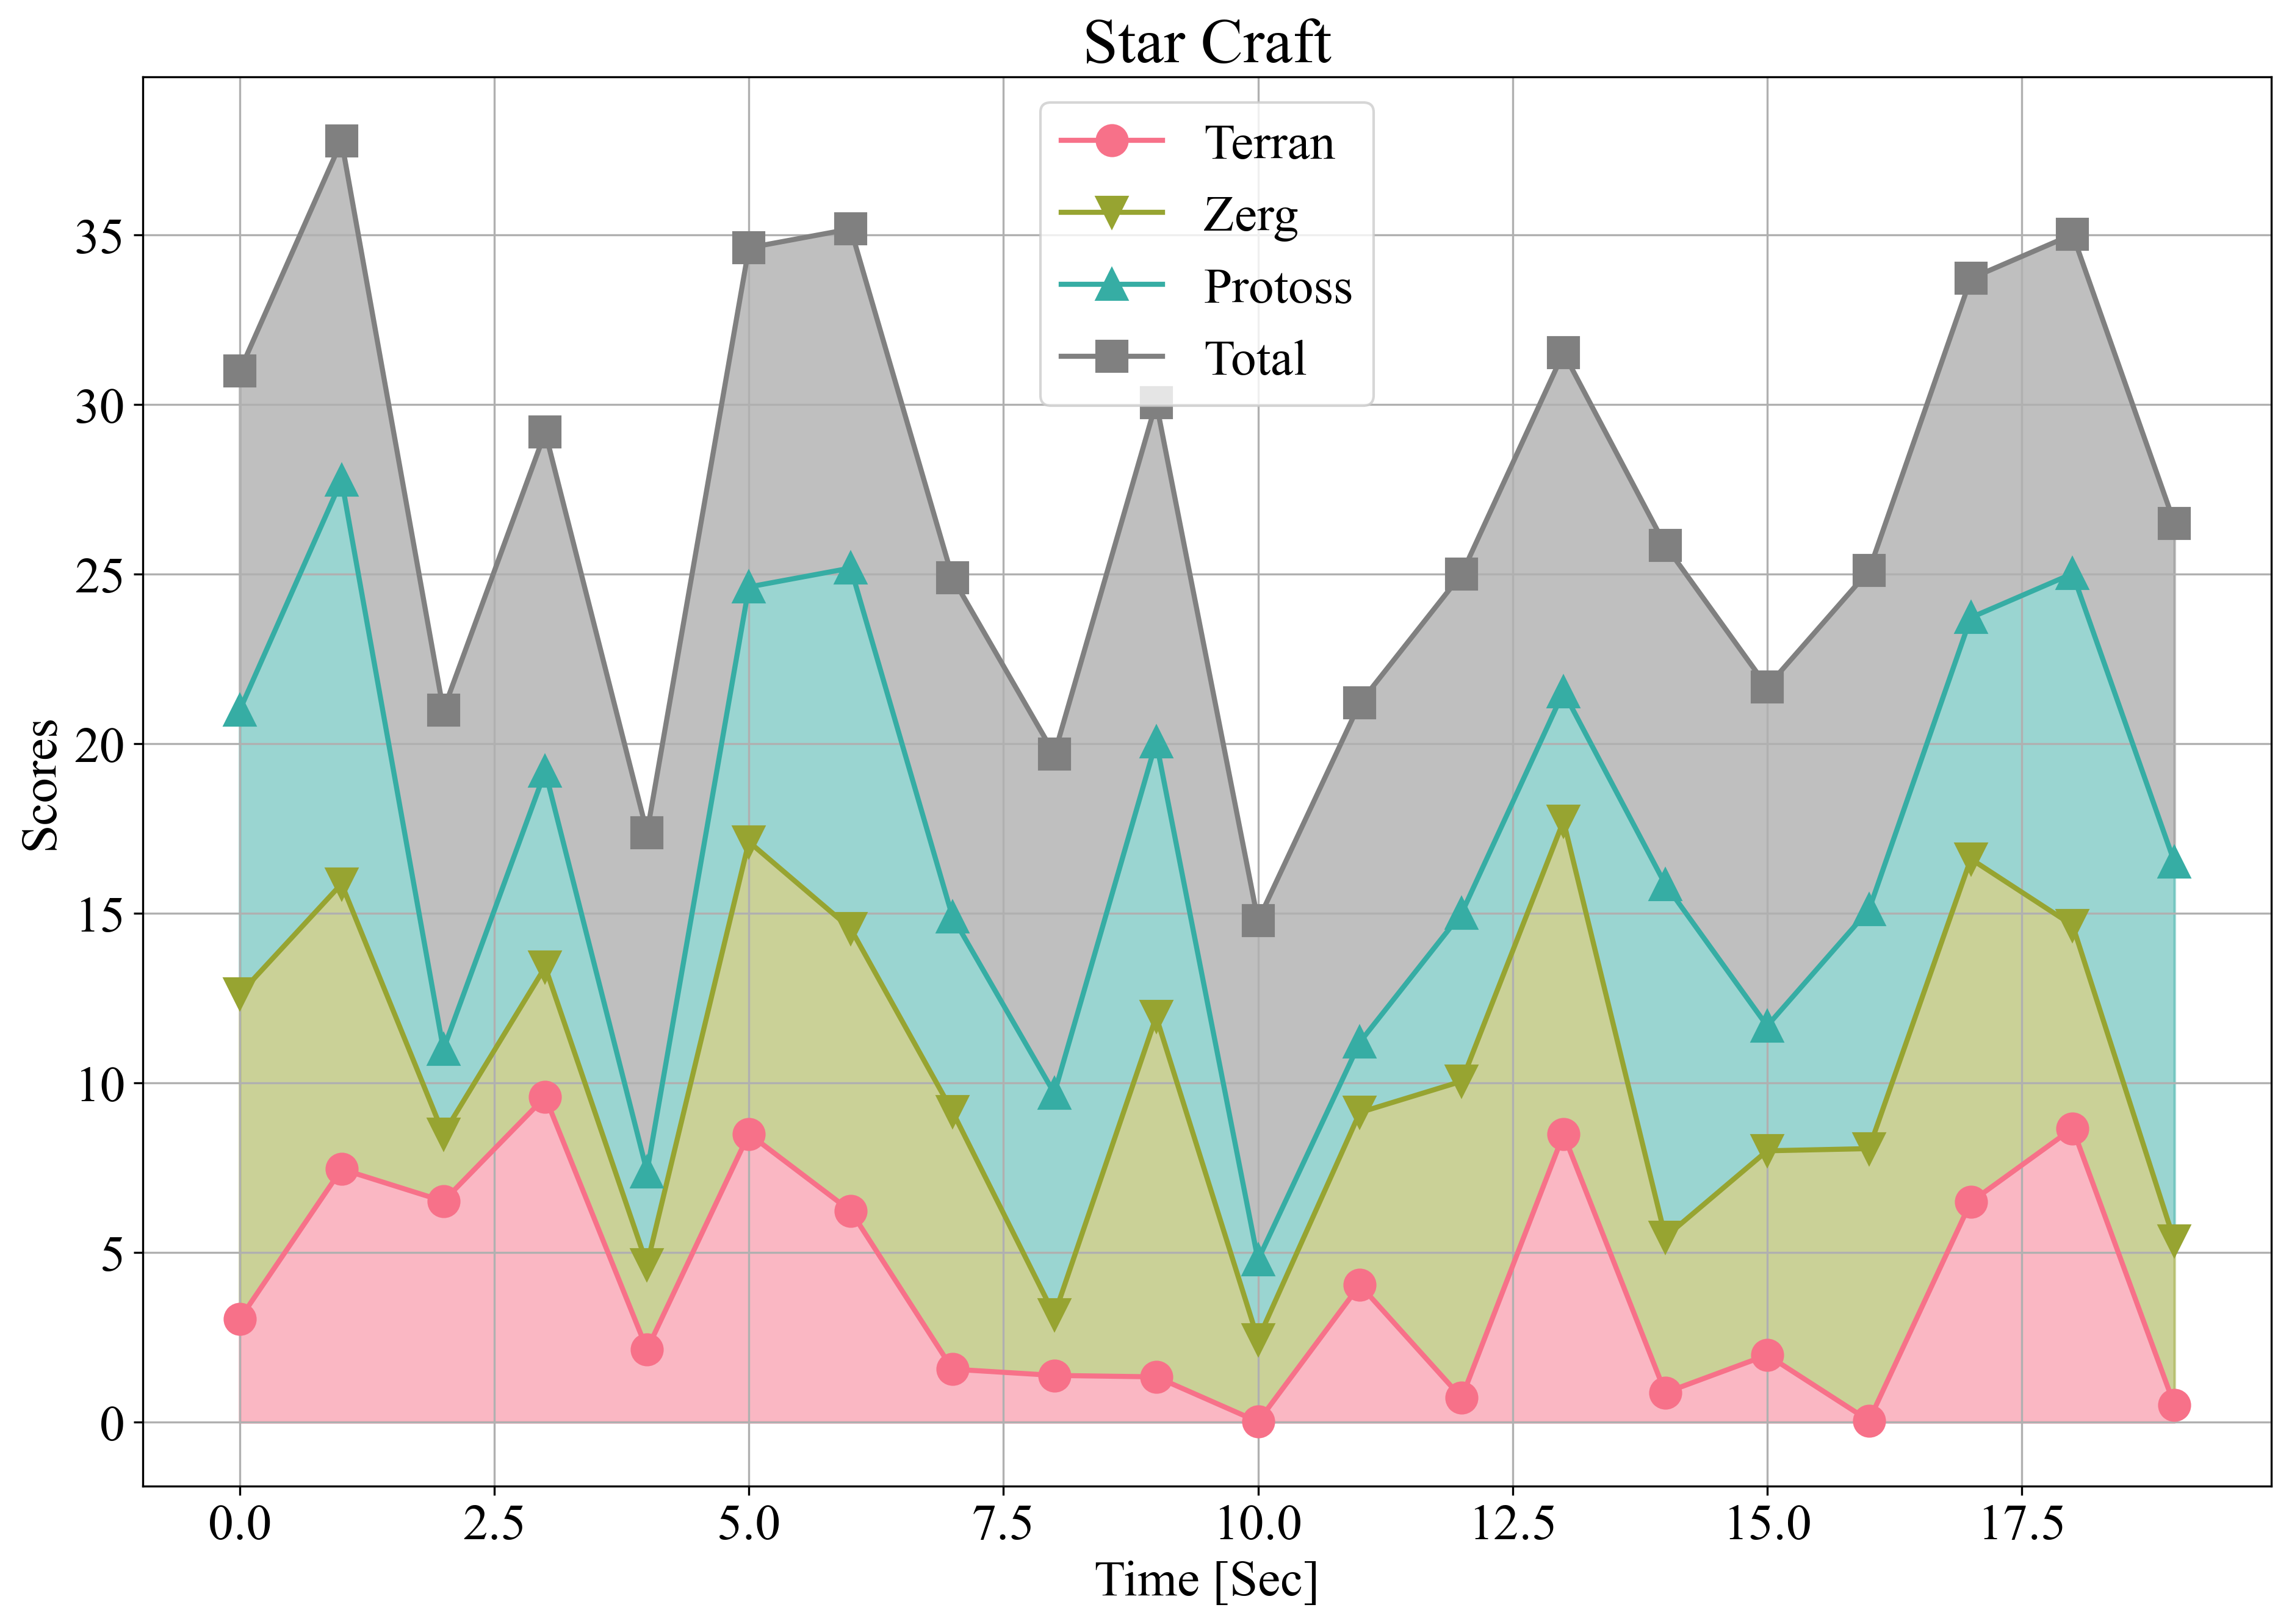 Star Craft
Terran
Zerg
Protoss
Total
Scores
35
30
25
20
15
10
5
0
0.0 2.5 5.0 7.5 10.0 12.5 15.0 17.5
Time [Sec]